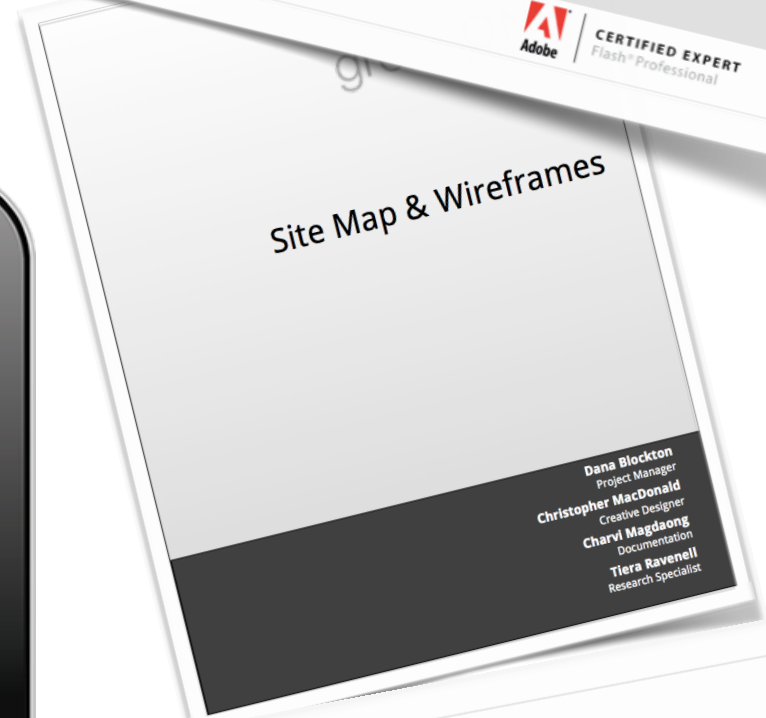 Adobe
CERTIFIED EXPERT
Flash® Professional
Site Map & Wireframes
Dana Blockton
Project Manager
Christopher MacDonald
Creative Designer
Charvi Magdaong
Documentation
Tiera Ravenell
Research Specialist